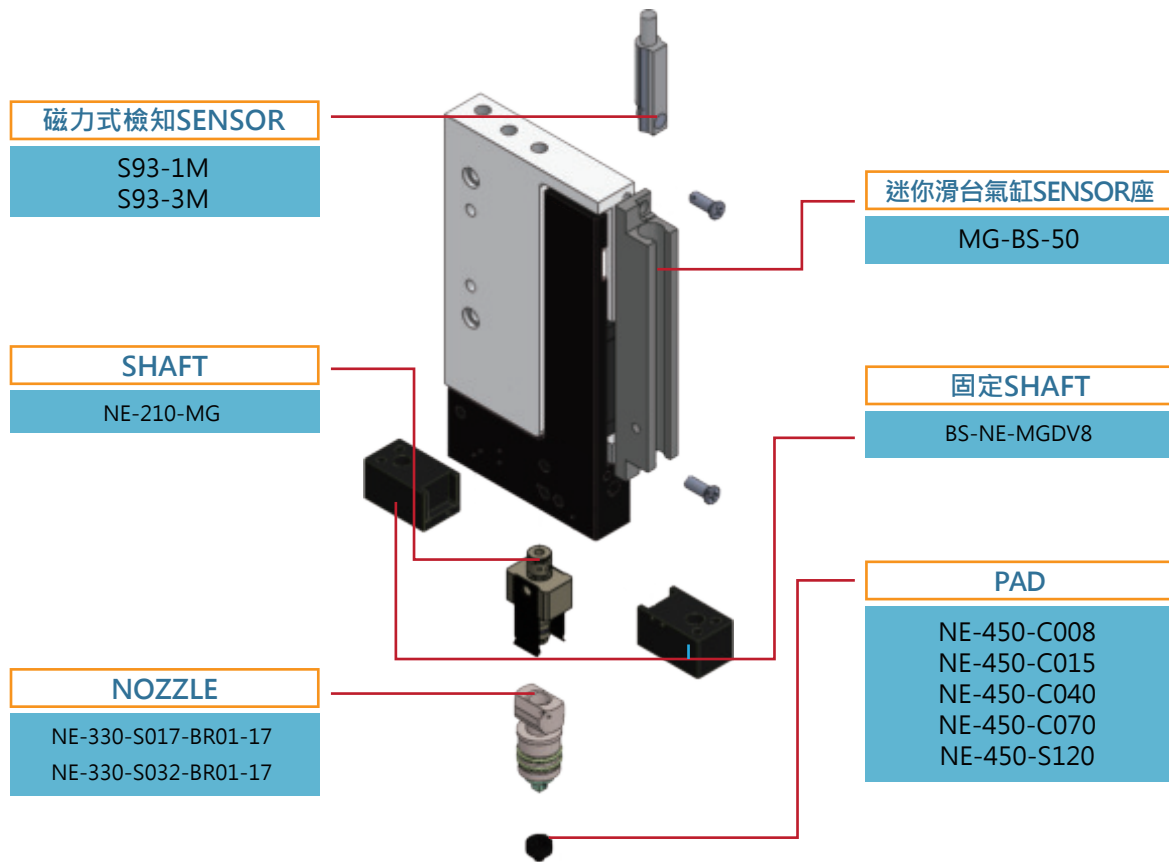 磁力式檢知SENSOR
S93-1M
S93-3M
SHAFT
NE-210-MG
NOZZLE
NE-330-S017-BR01-17
NE-330-S032-BR01-17
迷你滑台氣缸SENSOR座
MG-BS-50
固定SHAFT
BS-NE-MGDV8
PAD
NE-450-C008
NE-450-C015
NE-450-C040
NE-450-C070
NE-450-S120